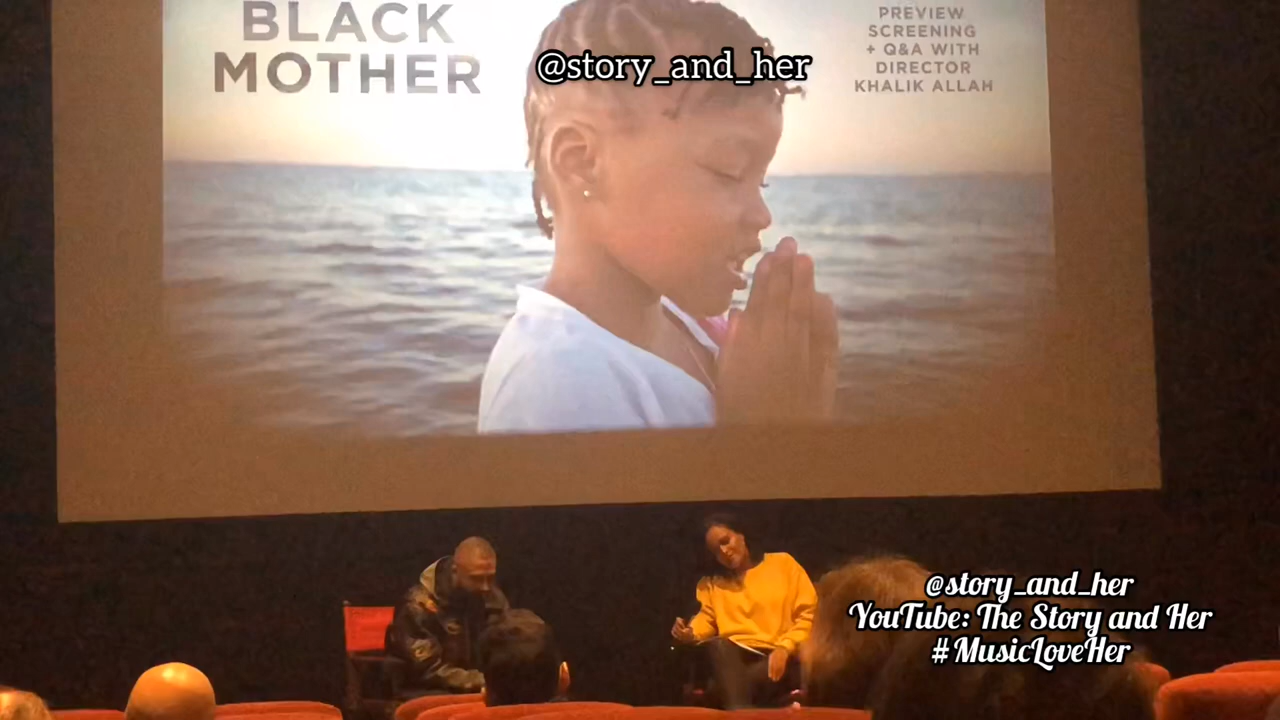 BLACK
MOTHER
PREVIEW
SCREENING
+ Q&A WITH
DIRECTOR
KHALIK ALLAH
@story_and_her
@story_and_her
YouTube: The Story and Her
#MusicLoveHer